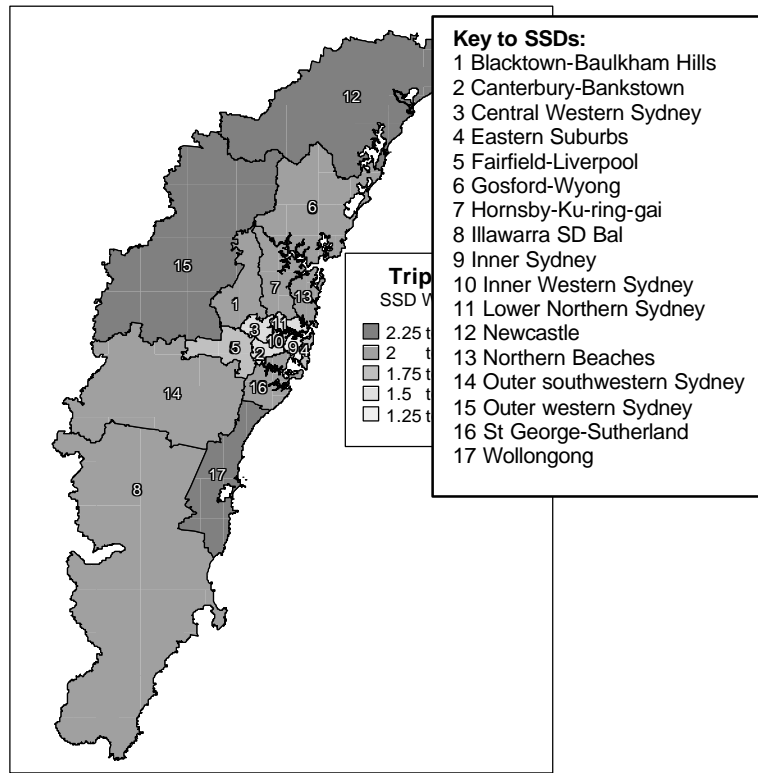 Key to SSDs:
1 Blacktown-Baulkham Hills
2 Canterbury-Bankstown
3 Central Western Sydney
4 Eastern Suburbs
5 Fairfield-Liverpool
6 Gosford-Wyong
7 Hornsby-Ku-ring-gai
8 Illawarra SD Bal
9 Inner Sydney
10 Inner Western Sydney
11 Lower Northern Sydney
12 Newcastle
13 Northern Beaches
14 Outer southwestern Sydney
15 Outer western Sydney
16 St George-Sutherland
17 Wollongong
Trip
SSD W
2.25 t
2 t
1.75 t
1.5 t
1.25 t
12
6
15
13
7
1
11
3
10
9
4
5
2
16
14
17
8